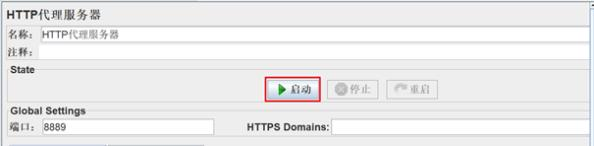 HTTP代理服务器
名称: HTTP代理服务器
注释:
State
启动 停止 重启
Global Settings
端口: 8889 HTTPS Domains: